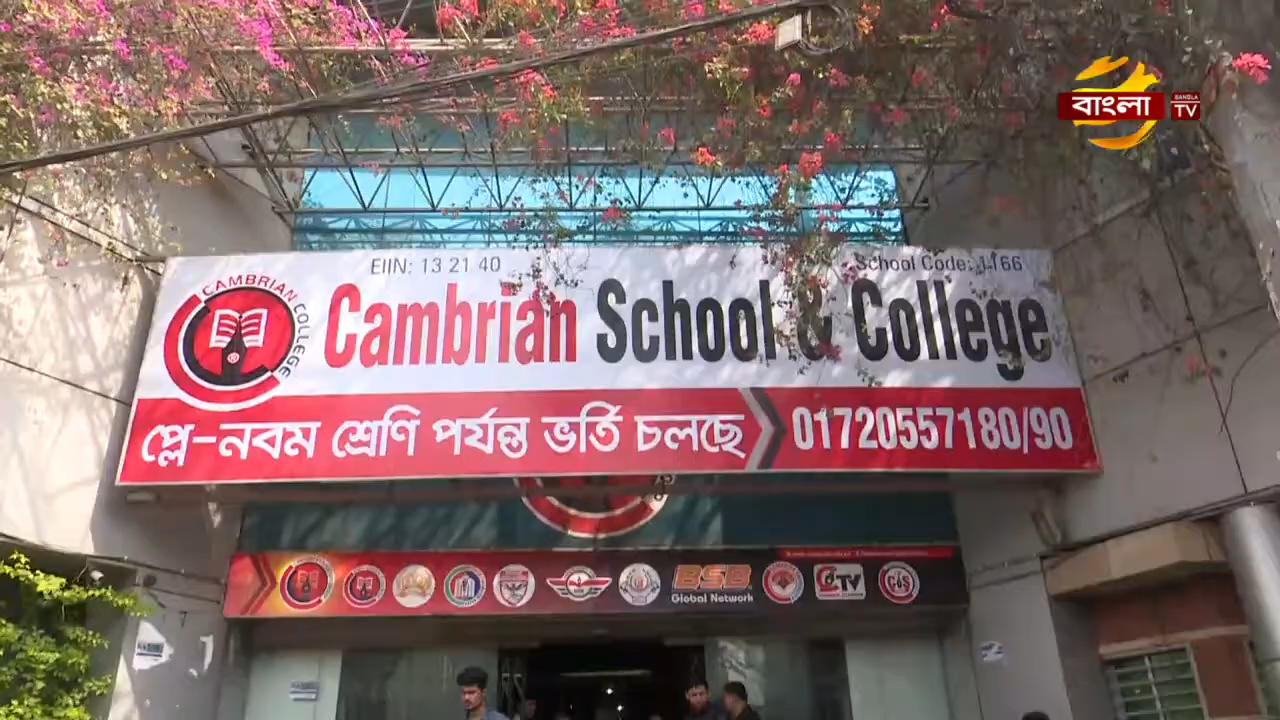 বাংলা
BANGLA
TV
EIIN: 13 21 40
School Code: 1166
CAMBRIAN COLLEGE
Cambrian School & College
প্লে-নবম শ্রেণি পর্যন্ত ভর্তি চলছে
01720557180/90
BSB
Global Network
TV